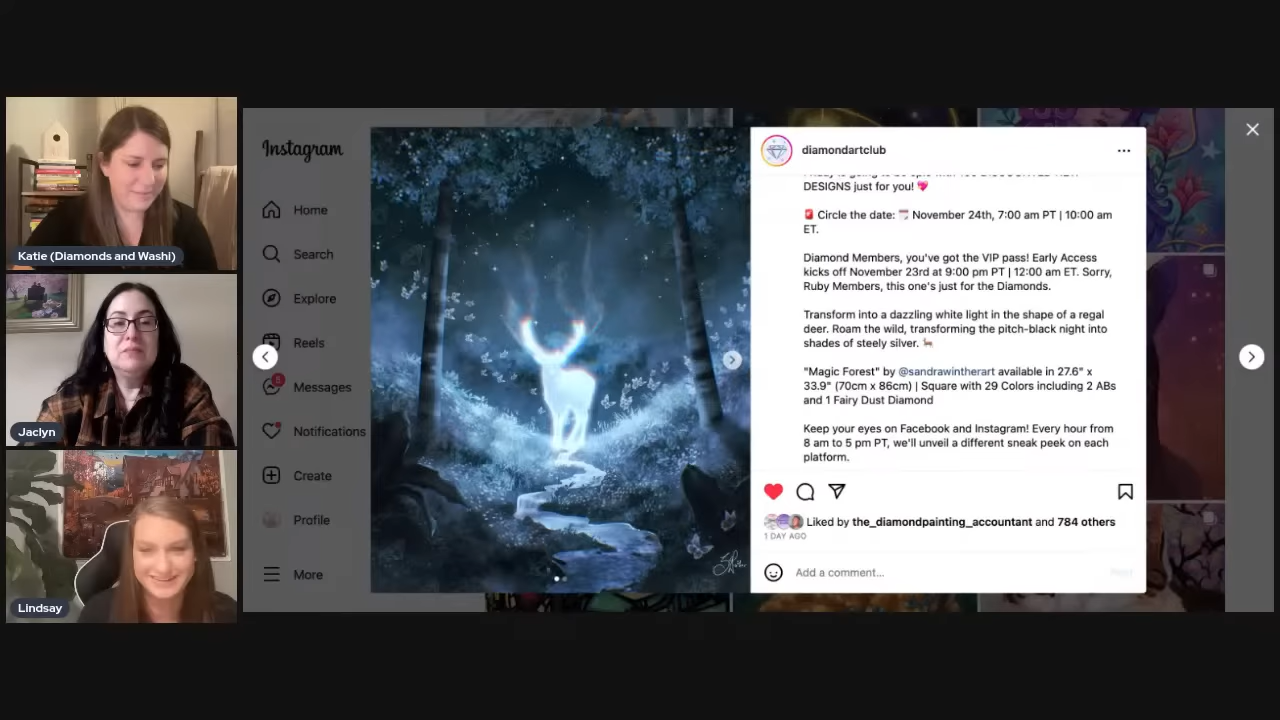 Katie (Diamonds and Washi)
Jaclyn
Lindsay
Instagram
Home
Search
Explore
Reels
Messages
Notifications
Create
Profile
More
diamondartclub
DESIGNS just for you! 💖
🚨 Circle the date: 🗓️ November 24th, 7:00 am PT | 10:00 am
ET.
Diamond Members, you've got the VIP pass! Early Access
kicks off November 23rd at 9:00 pm PT | 12:00 am ET. Sorry,
Ruby Members, this one's just for the Diamonds.
Transform into a dazzling white light in the shape of a regal
deer. Roam the wild, transforming the pitch-black night into
shades of steely silver. 🦌
"Magic Forest" by @sandrawintherart available in 27.6" x
33.9" (70cm x 86cm) | Square with 29 Colors including 2 ABs
and 1 Fairy Dust Diamond
Keep your eyes on Facebook and Instagram! Every hour from
8 am to 5 pm PT, we'll unveil a different sneak peek on each
platform.
Liked by the_diamondpainting_accountant and 784 others
1 DAY AGO
Add a comment...
Post